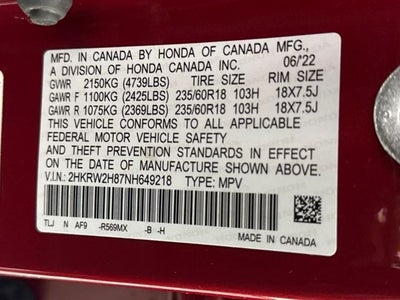 MFD. IN CANADA BY HONDA OF CANADA MFG.,
A DIVISION OF HONDA CANADA INC. 06/22
GVWR 2150KG (4739LBS) TIRE SIZE RIM SIZE
GAWR F 1100KG (2425LBS) 235/60R18 103H 18X7.5J
GAWR R 1075KG (2369LBS) 235/60R18 103H 18X7.5J
THIS VEHICLE CONFORMS TO ALL APPLICABLE
FEDERAL MOTOR VEHICLE SAFETY
AND THEFT PREVENTION STANDARDS IN EFFECT
ON THE DATE OF MANUFACTURE SHOWN ABOVE.
V.I.N.: 2HKRW2H87NH649218 TYPE: MPV
TLJ N AF9 -R569MX -B -H
MADE IN CANADA